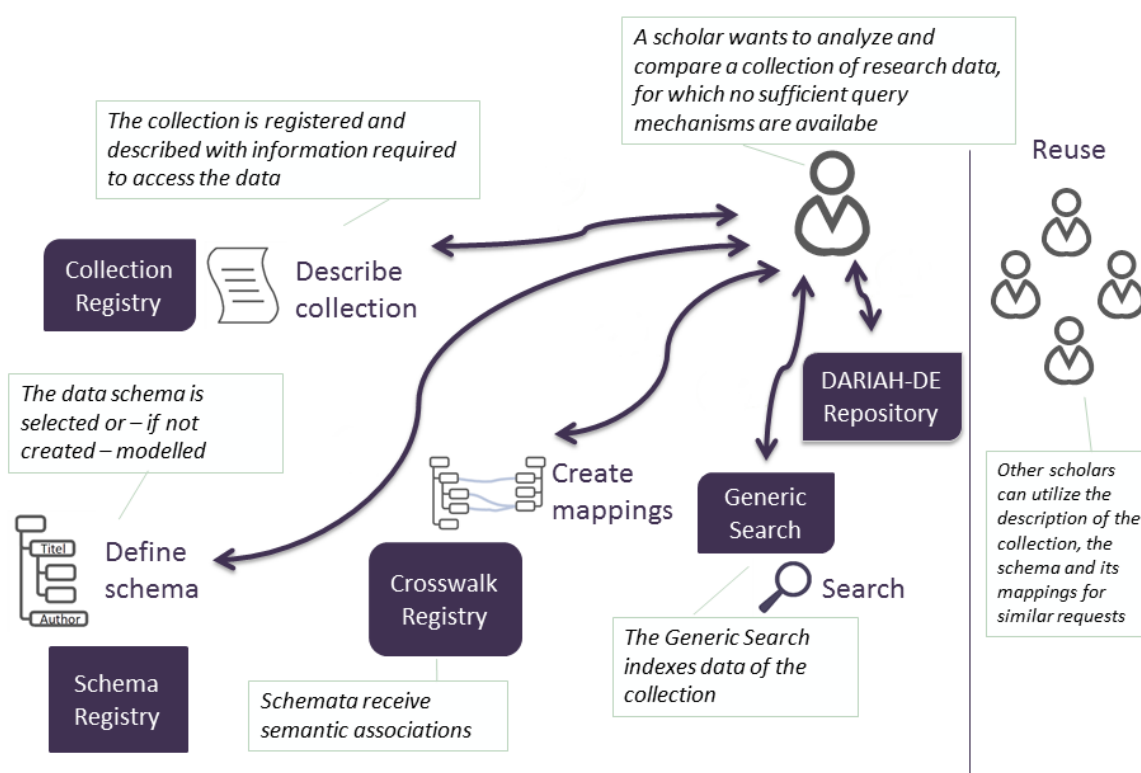 A scholar wants to analyze and
compare a collection of research data,
for which no sufficient query
mechanisms are availabe
The collection is registered and
described with information required
to access the data
Reuse
Collection
Registry
Describe
collection
The data schema is
selected or – if not
created – modelled
DARIAH-DE
Repository
Create
mappings
Generic
Search
Other scholars
can utilize the
description of the
collection, the
schema and its
mappings for
similar requests
Titel
Author
Define
schema
Crosswalk
Registry
Search
The Generic Search
indexes data of the
collection
Schema
Registry
Schemata receive
semantic associations